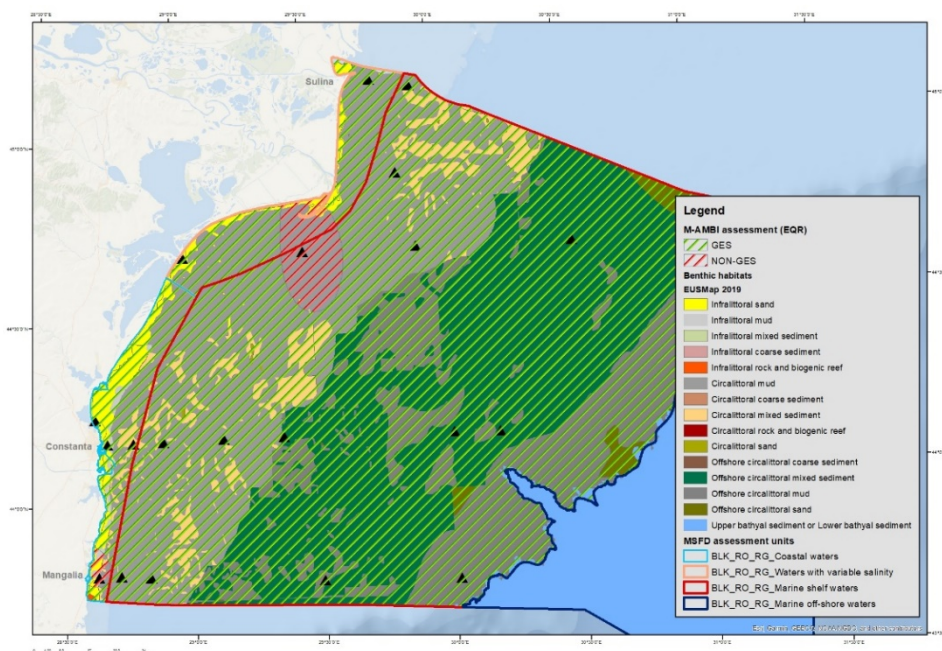 Sulina
Constanta
Mangalia
Legend
M-AMBI assessment (EQR)
GES
NON-GES
Benthic habitats
EUSMap 2019
Infralittoral sand
Infralittoral mud
Infralittoral mixed sediment
Infralittoral coarse sediment
Infralittoral rock and biogenic reef
Circalittoral mud
Circalittoral coarse sediment
Circalittoral mixed sediment
Circalittoral rock and biogenic reef
Circalittoral sand
Offshore circalittoral coarse sediment
Offshore circalittoral mixed sediment
Offshore circalittoral mud
Offshore circalittoral sand
Upper bathyal sediment or Lower bathyal sediment
MSFD assessment units
BLK_RO_RG_Coastal waters
BLK_RO_RG_Waters with variable salinity
BLK_RO_RG_Marine shelf waters
BLK_RO_RG_Marine off-shore waters